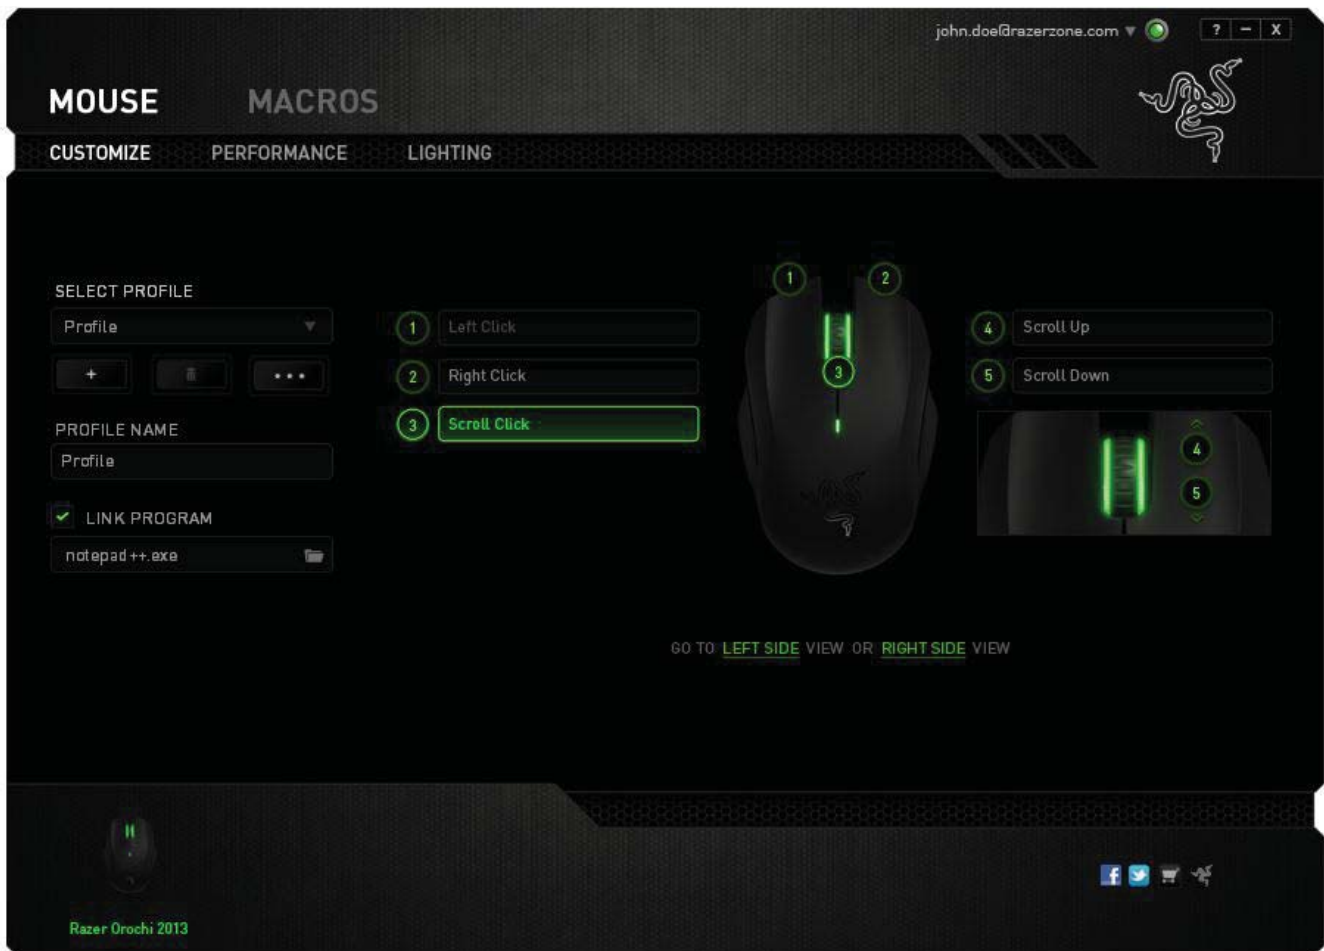 john.doe@razerzone.com
? – X
MOUSE MACROS
CUSTOMIZE PERFORMANCE LIGHTING
SELECT PROFILE
Profile
+ •••
PROFILE NAME
Profile
LINK PROGRAM
notepad ++.exe
1 Left Click
2 Right Click
3 Scroll Click
1 2
3
4 Scroll Up
5 Scroll Down
4
5
GO TO LEFT SIDE VIEW OR RIGHT SIDE VIEW
Razer Orochi 2013
f